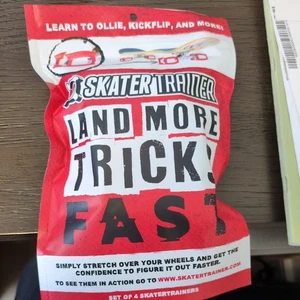 LEARN TO OLLIE, KICKFLIP, AND MORE!
SKATERTRAINER
LAND MORE
TRICKS
FAST
SIMPLY STRETCH OVER YOUR WHEELS AND GET THE
CONFIDENCE TO FIGURE IT OUT FASTER.
TO SEE THEM IN ACTION GO TO WWW.SKATERTRAINER.COM
SET OF 4 SKATERTRAINERS